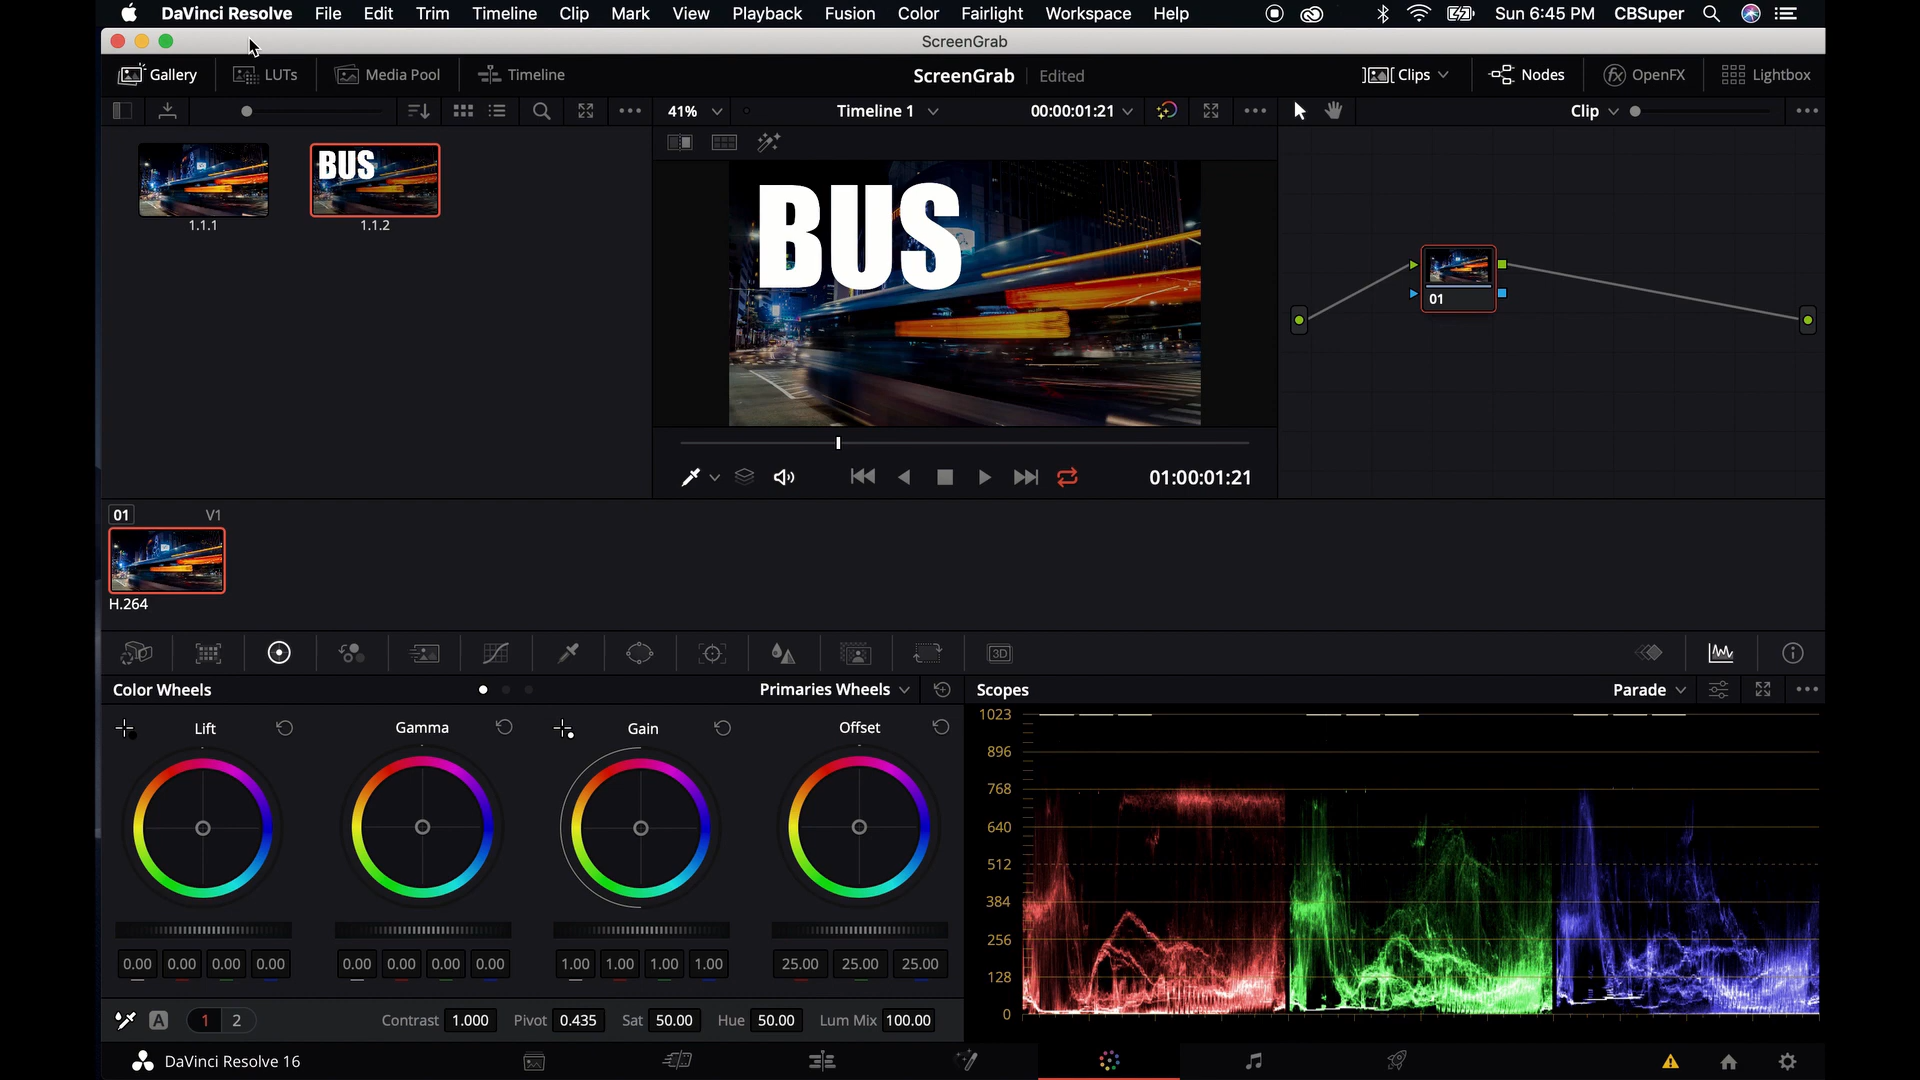 DaVinci Resolve File Edit Trim Timeline Clip Mark View Playback Fusion Color Fairlight Workspace Help Sun 6:45 PM CBSuper
ScreenGrab
Gallery LUTs Media Pool Timeline ScreenGrab Edited Clips Nodes OpenFX Lightbox
41% Timeline 1 00:00:01:21 Clip
BUS
1.1.1 1.1.2
BUS
01
01:00:01:21
01 V1
H.264
3D
Color Wheels Primaries Wheels Scopes Parade
Lift Gamma Gain Offset
1023
896
768
640
512
384
256
128
0
0.00 0.00 0.00 0.00 0.00 0.00 0.00 0.00 1.00 1.00 1.00 1.00 25.00 25.00 25.00
A 1 2 Contrast 1.000 Pivot 0.435 Sat 50.00 Hue 50.00 Lum Mix 100.00
DaVinci Resolve 16